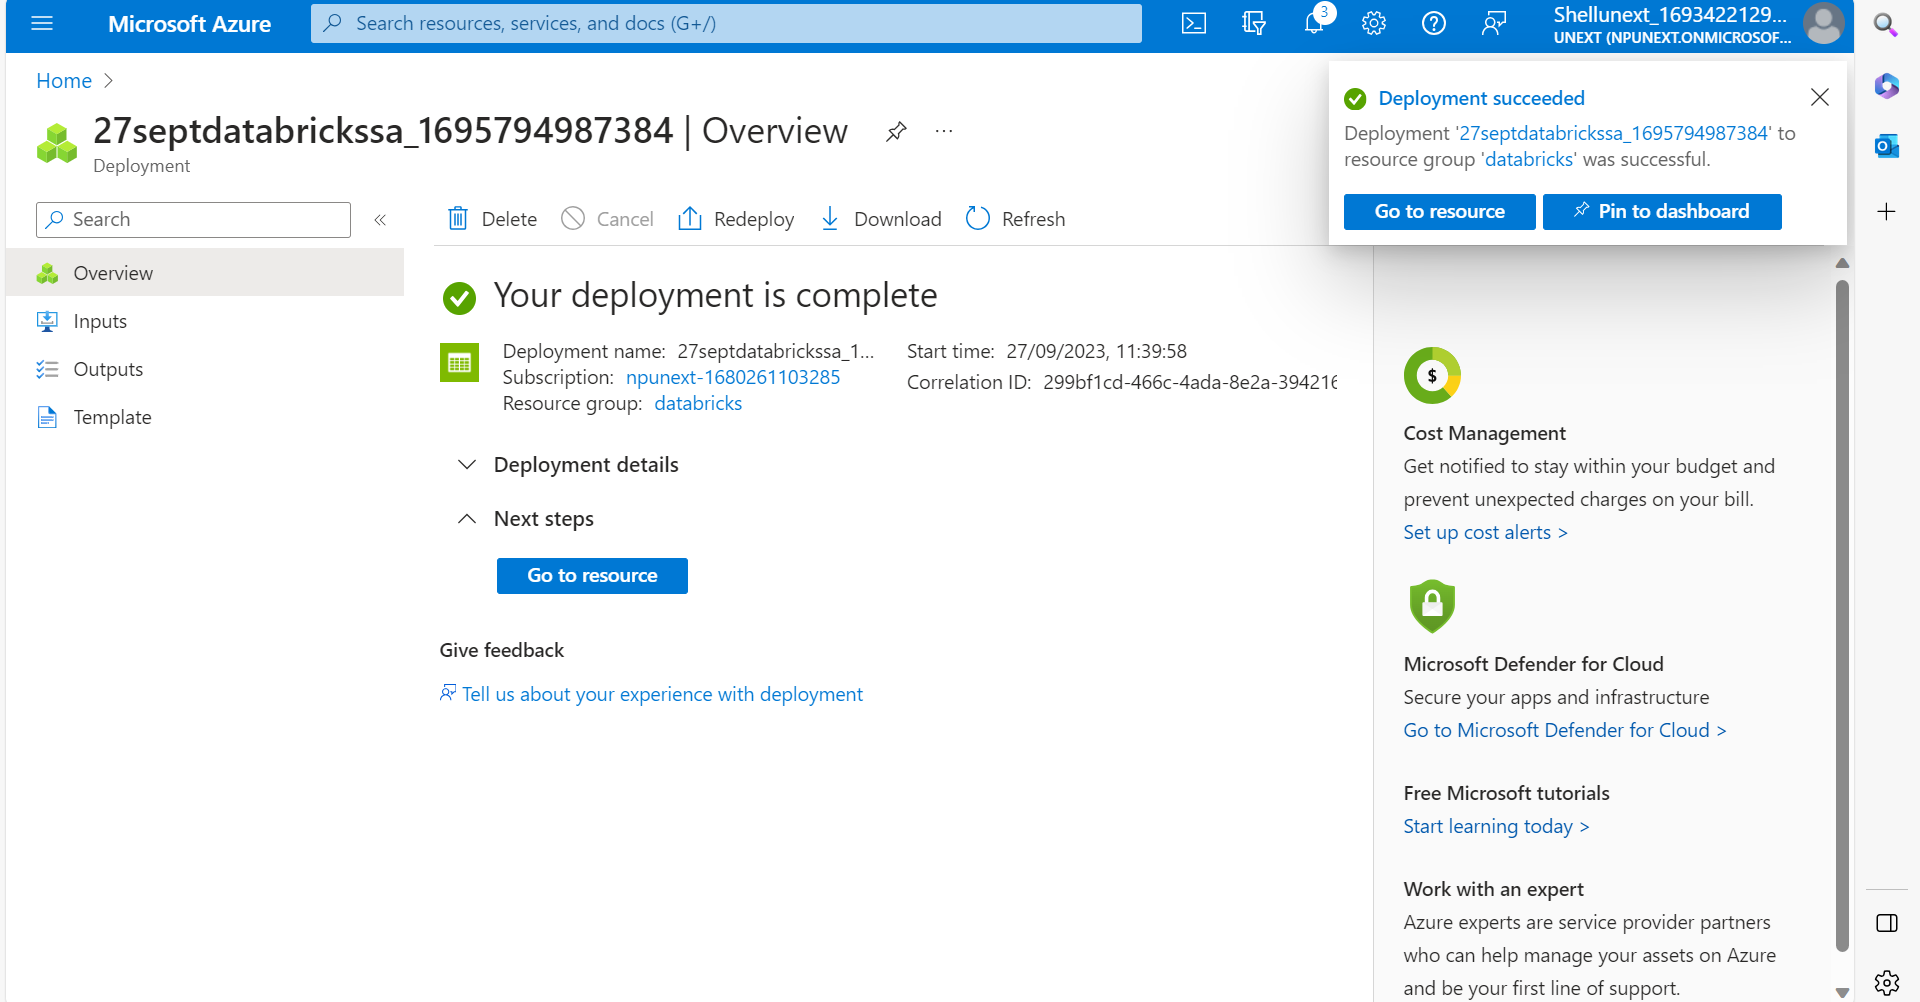 Microsoft Azure
Search resources, services, and docs (G+/)
3
Shellunext_1693422129...
UNEXT (NPUNEXT.ONMICROSOF...
Home
27septdatabrickssa_1695794987384 | Overview
Deployment
Deployment succeeded
Deployment '27septdatabrickssa_1695794987384' to
resource group 'databricks' was successful.
Go to resource
Pin to dashboard
Search
Delete
Cancel
Redeploy
Download
Refresh
Overview
Inputs
Outputs
Template
Your deployment is complete
Deployment name: 27septdatabrickssa_1...
Subscription: npunext-1680261103285
Resource group: databricks
Start time: 27/09/2023, 11:39:58
Correlation ID: 299bf1cd-466c-4ada-8e2a-394216
Deployment details
Next steps
Go to resource
Give feedback
Tell us about your experience with deployment
$
Cost Management
Get notified to stay within your budget and
prevent unexpected charges on your bill.
Set up cost alerts >
Microsoft Defender for Cloud
Secure your apps and infrastructure
Go to Microsoft Defender for Cloud >
Free Microsoft tutorials
Start learning today >
Work with an expert
Azure experts are service provider partners
who can help manage your assets on Azure
and be your first line of support.